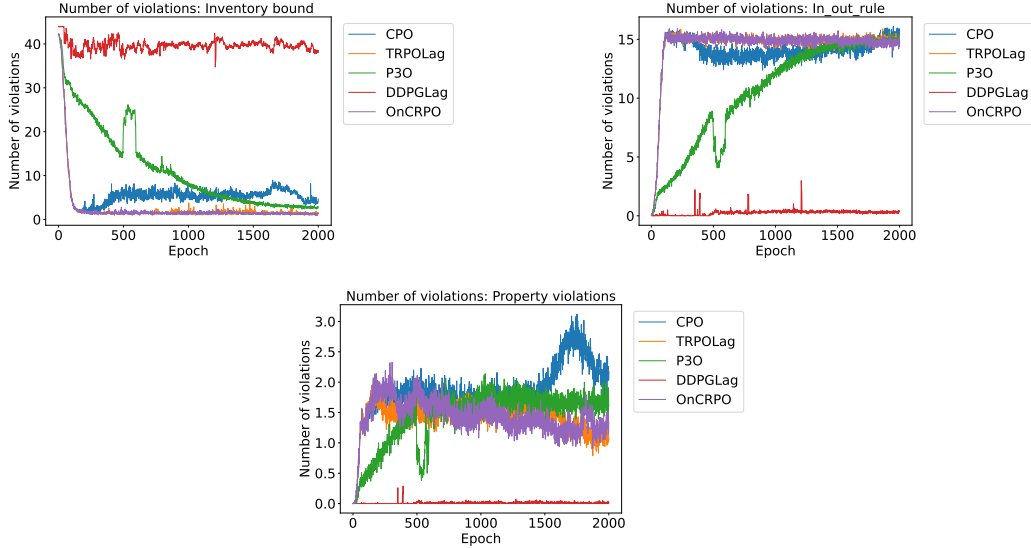 Number of violations: Inventory bound
Number of violations
40
30
20
10
0
0 500 1000 1500 2000
Epoch
CPO
TRPOLag
P3O
DDPGLag
OnCRPO
Number of violations: In_out_rule
Number of violations
15
10
5
0
0 500 1000 1500 2000
Epoch
CPO
TRPOLag
P3O
DDPGLag
OnCRPO
Number of violations: Property violations
Number of violations
3.0
2.5
2.0
1.5
1.0
0.5
0.0
0 500 1000 1500 2000
Epoch
CPO
TRPOLag
P3O
DDPGLag
OnCRPO